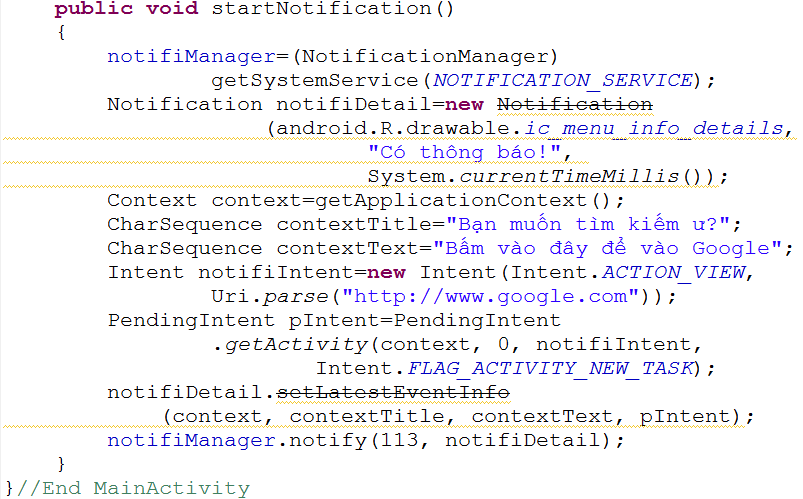 public void startNotification()
{
notifiManager=(NotificationManager)
getSystemService(NOTIFICATION_SERVICE);
Notification notifiDetail=new Notification
(android.R.drawable.ic_menu_info_details,
"Có thông báo!",
System.currentTimeMillis());
Context context=getApplicationContext();
CharSequence contextTitle="Bạn muốn tìm kiếm ư?";
CharSequence contextText="Bấm vào đây để vào Google";
Intent notifiIntent=new Intent(Intent.ACTION_VIEW,
Uri.parse("http://www.google.com"));
PendingIntent pIntent=PendingIntent
.getActivity(context, 0, notifiIntent,
Intent.FLAG_ACTIVITY_NEW_TASK);
notifiDetail.setLatestEventInfo
(context, contextTitle, contextText, pIntent);
notifiManager.notify(113, notifiDetail);
}
}//End MainActivity